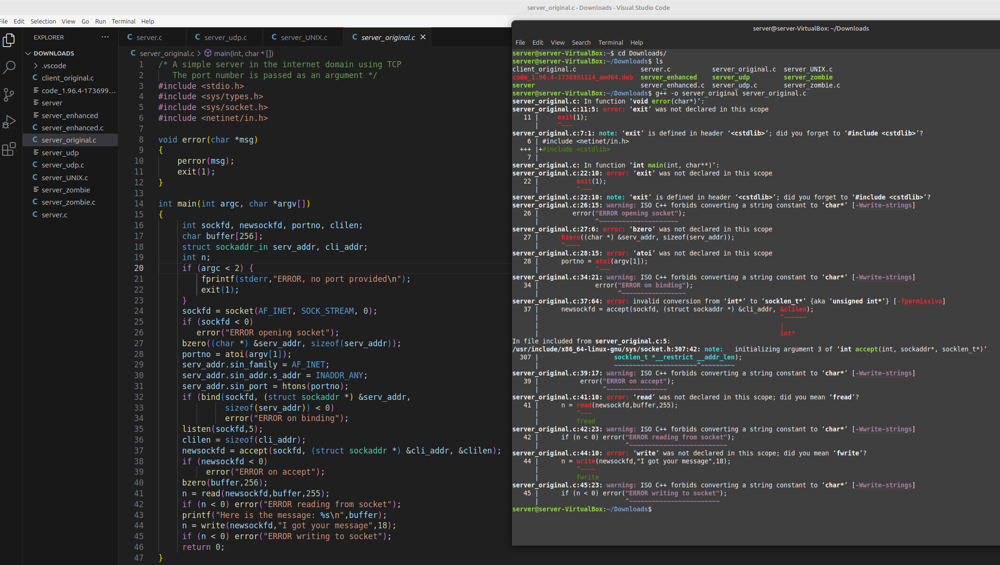 server_original.c - Downloads - Visual Studio Code
File Edit Selection View Go Run Terminal Help
EXPLORER ···
DOWNLOADS
.vscode
client_original.c
code_1.96.4-173699...
server
server_enhanced
server_enhanced.c
server_original.c
server_udp
server_udp.c
server_UNIX.c
server_zombie
server_zombie.c
server.c
server.c server_udp.c server_UNIX.c server_original.c
server_original.c > main(int, char * [])
1 /* A simple server in the internet domain using TCP
2    The port number is passed as an argument */
3 #include <stdio.h>
4 #include <sys/types.h>
5 #include <sys/socket.h>
6 #include <netinet/in.h>
7
8 void error(char *msg)
9 {
10     perror(msg);
11     exit(1);
12 }
13
14 int main(int argc, char *argv[])
15 {
16      int sockfd, newsockfd, portno, clilen;
17      char buffer[256];
18      struct sockaddr_in serv_addr, cli_addr;
19      int n;
20      if (argc < 2) {
21          fprintf(stderr,"ERROR, no port provided\n");
22          exit(1);
23      }
24      sockfd = socket(AF_INET, SOCK_STREAM, 0);
25      if (sockfd < 0)
26         error("ERROR opening socket");
27      bzero((char *) &serv_addr, sizeof(serv_addr));
28      portno = atoi(argv[1]);
29      serv_addr.sin_family = AF_INET;
30      serv_addr.sin_addr.s_addr = INADDR_ANY;
31      serv_addr.sin_port = htons(portno);
32      if (bind(sockfd, (struct sockaddr *) &serv_addr,
33               sizeof(serv_addr)) < 0)
34               error("ERROR on binding");
35      listen(sockfd,5);
36      clilen = sizeof(cli_addr);
37      newsockfd = accept(sockfd, (struct sockaddr *) &cli_addr, &clilen);
38      if (newsockfd < 0)
39           error("ERROR on accept");
40      bzero(buffer,256);
41      n = read(newsockfd,buffer,255);
42      if (n < 0) error("ERROR reading from socket");
43      printf("Here is the message: %s\n",buffer);
44      n = write(newsockfd,"I got your message",18);
45      if (n < 0) error("ERROR writing to socket");
46      return 0;
47 }
server@server-VirtualBox: ~/Downloads
File Edit View Search Terminal Help
server@server-VirtualBox:~$ cd Downloads/
server@server-VirtualBox:~/Downloads$ ls
client_original.c server.c server_original.c server_UNIX.c
code_1.96.4-1736991114_amd64.deb server_enhanced server_udp server_zombie
server server_enhanced.c server_udp.c server_zombie.c
server@server-VirtualBox:~/Downloads$ g++ -o server_original server_original.c
server_original.c: In function ‘void error(char*)’:
server_original.c:11:5: error: ‘exit’ was not declared in this scope
11 |     exit(1);
|     ^~~~
server_original.c:7:1: note: ‘exit’ is defined in header ‘<cstdlib>’; did you forget to ‘#include <cstdlib>’?
6 | #include <netinet/in.h>
+++ |+#include <cstdlib>
7 |
server_original.c: In function ‘int main(int, char**)’:
server_original.c:22:10: error: ‘exit’ was not declared in this scope
22 |          exit(1);
|          ^~~~
server_original.c:22:10: note: ‘exit’ is defined in header ‘<cstdlib>’; did you forget to ‘#include <cstdlib>’?
server_original.c:26:15: warning: ISO C++ forbids converting a string constant to ‘char*’ [-Wwrite-strings]
26 |         error("ERROR opening socket");
|               ^~~~~~~~~~~~~~~~~~~~~~
server_original.c:27:6: error: ‘bzero’ was not declared in this scope
27 |      bzero((char *) &serv_addr, sizeof(serv_addr));
|      ^~~~~
server_original.c:28:15: error: ‘atoi’ was not declared in this scope
28 |      portno = atoi(argv[1]);
|               ^~~~
server_original.c:34:21: warning: ISO C++ forbids converting a string constant to ‘char*’ [-Wwrite-strings]
34 |               error("ERROR on binding");
|                     ^~~~~~~~~~~~~~~~~~
server_original.c:37:64: error: invalid conversion from ‘int*’ to ‘socklen_t*’ {aka ‘unsigned int*’} [-fpermissive]
37 |      newsockfd = accept(sockfd, (struct sockaddr *) &cli_addr, &clilen);
|                                                                ^~~~~~~
|                                                                |
|                                                                int*
In file included from server_original.c:5:
/usr/include/x86_64-linux-gnu/sys/socket.h:307:42: note:   initializing argument 3 of ‘int accept(int, sockaddr*, socklen_t*)’
307 |                    socklen_t *__restrict __addr_len);
|                    ~~~~~~~~~~~~~~~~~~~~~~^~~~~~~~~~
server_original.c:39:17: warning: ISO C++ forbids converting a string constant to ‘char*’ [-Wwrite-strings]
39 |           error("ERROR on accept");
|                 ^~~~~~~~~~~~~~~~~
server_original.c:41:10: error: ‘read’ was not declared in this scope; did you mean ‘fread’?
41 |      n = read(newsockfd,buffer,255);
|          ^~~~
|          fread
server_original.c:42:23: warning: ISO C++ forbids converting a string constant to ‘char*’ [-Wwrite-strings]
42 |      if (n < 0) error("ERROR reading from socket");
|                       ^~~~~~~~~~~~~~~~~~~~~~~~~~~
server_original.c:44:10: error: ‘write’ was not declared in this scope; did you mean ‘fwrite’?
44 |      n = write(newsockfd,"I got your message",18);
|          ^~~~~
|          fwrite
server_original.c:45:23: warning: ISO C++ forbids converting a string constant to ‘char*’ [-Wwrite-strings]
45 |      if (n < 0) error("ERROR writing to socket");
|                       ^~~~~~~~~~~~~~~~~~~~~~~~~
server@server-VirtualBox:~/Downloads$